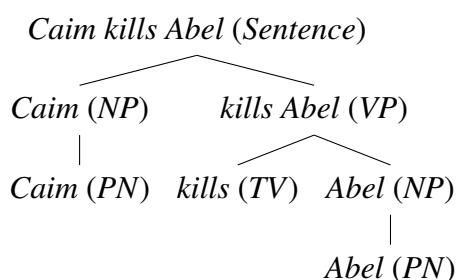 Caim kills Abel (Sentence)
Caim (NP) kills Abel (VP)
Caim (PN) kills (TV) Abel (NP)
Abel (PN)